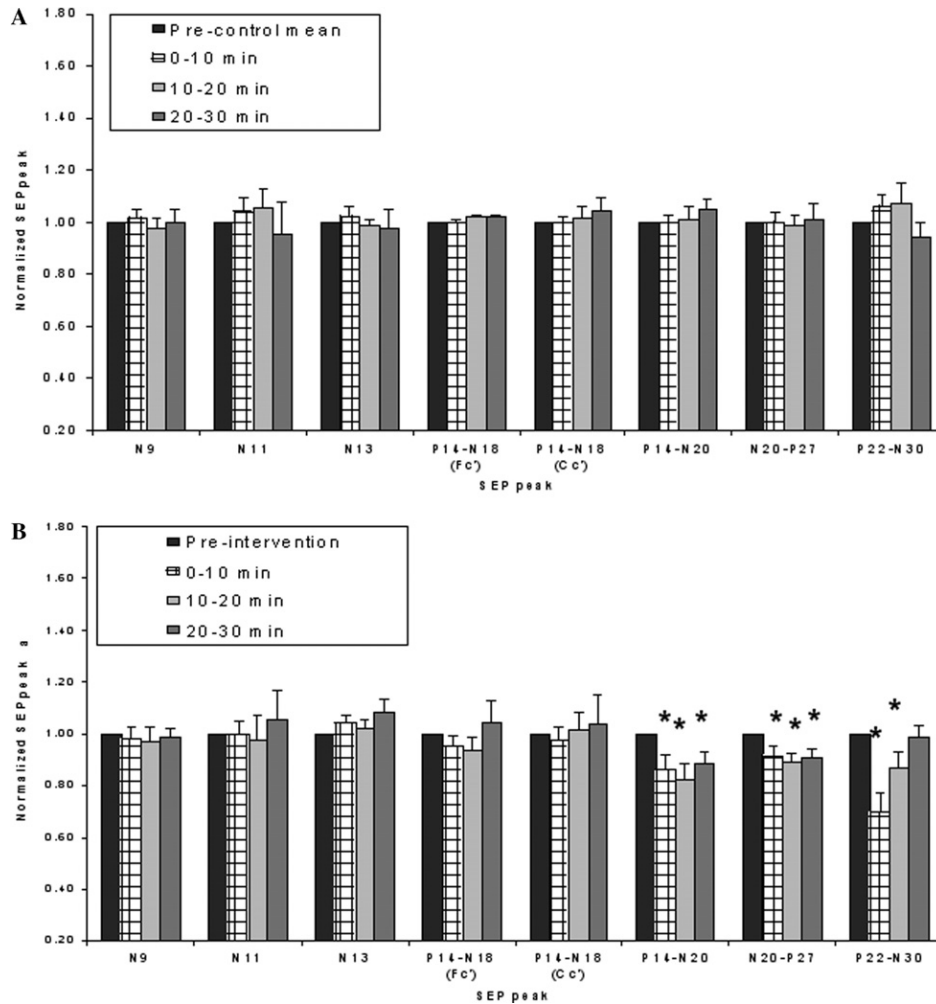 A
1.80
1.60
1.40
1.20
1.00
0.80
0.60
0.40
0.20
Normalized SEP peak
Pre-control mean
0-10 min
10-20 min
20-30 min
N9 N11 N13 P14-N18 P14-N18 P14-N20 N20-P27 P22-N30
(Fc') (Cc')
SEP peak
B
1.80
1.60
1.40
1.20
1.00
0.80
0.60
0.40
0.20
Normalized SEP peak a
Pre-intervention
0-10 min
10-20 min
20-30 min
* * * * * * * *
N9 N11 N13 P14-N18 P14-N18 P14-N20 N20-P27 P22-N30
(Fc') (Cc')
SEP peak